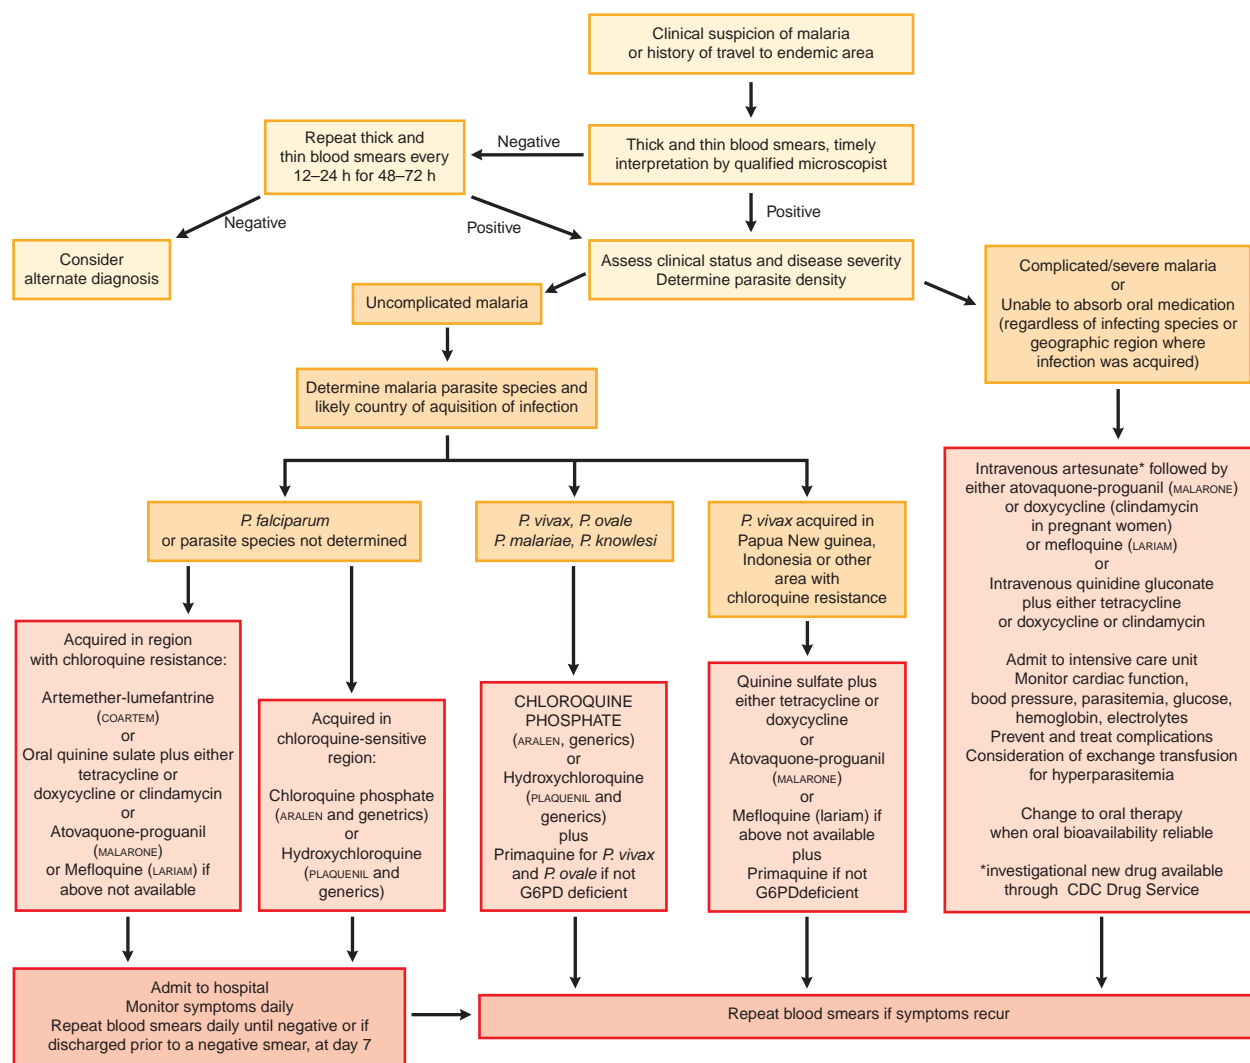 Clinical suspicion of malaria
or history of travel to endemic area
Negative
Repeat thick and
thin blood smears every
12–24 h for 48–72 h
Thick and thin blood smears, timely
interpretation by qualified microscopist
Negative
Positive
Positive
Consider
alternate diagnosis
Assess clinical status and disease severity
Determine parasite density
Complicated/severe malaria
or
Unable to absorb oral medication
(regardless of infecting species or
geographic region where
infection was acquired)
Uncomplicated malaria
Determine malaria parasite species and
likely country of aquisition of infection
P. falciparum
or parasite species not determined
P. vivax, P. ovale
P. malariae, P. knowlesi
P. vivax acquired in
Papua New guinea,
Indonesia or other
area with
chloroquine resistance
Intravenous artesunate* followed by
either atovaquone-proguanil (MALARONE)
or doxycycline (clindamycin
in pregnant women)
or mefloquine (LARIAM)
or
Intravenous quinidine gluconate
plus either tetracycline
or doxycycline or clindamycin
Admit to intensive care unit
Monitor cardiac function,
bood pressure, parasitemia, glucose,
hemoglobin, electrolytes
Prevent and treat complications
Consideration of exchange transfusion
for hyperparasitemia
Change to oral therapy
when oral bioavailability reliable
*investigational new drug available
through CDC Drug Service
Acquired in region
with chloroquine resistance:
Artemether-lumefantrine
(COARTEM)
or
Oral quinine sulate plus either
tetracycline or
doxycycline or clindamycin
or
Atovaquone-proguanil
(MALARONE)
or Mefloquine (LARIAM) if
above not available
Acquired in
chloroquine-sensitive
region:
Chloroquine phosphate
(ARALEN and genetrics)
or
Hydroxychloroquine
(PLAQUENIL and
generics)
CHLOROQUINE
PHOSPHATE
(ARALEN, generics)
or
Hydroxychloroquine
(PLAQUENIL and
generics)
plus
Primaquine for P. vivax
and P. ovale if not
G6PD deficient
Quinine sulfate plus
either tetracycline or
doxycycline
or
Atovaquone-proguanil
(MALARONE)
or
Mefloquine (lariam) if
above not available
plus
Primaquine if not
G6PDdeficient
Admit to hospital
Monitor symptoms daily
Repeat blood smears daily until negative or if
discharged prior to a negative smear, at day 7
Repeat blood smears if symptoms recur